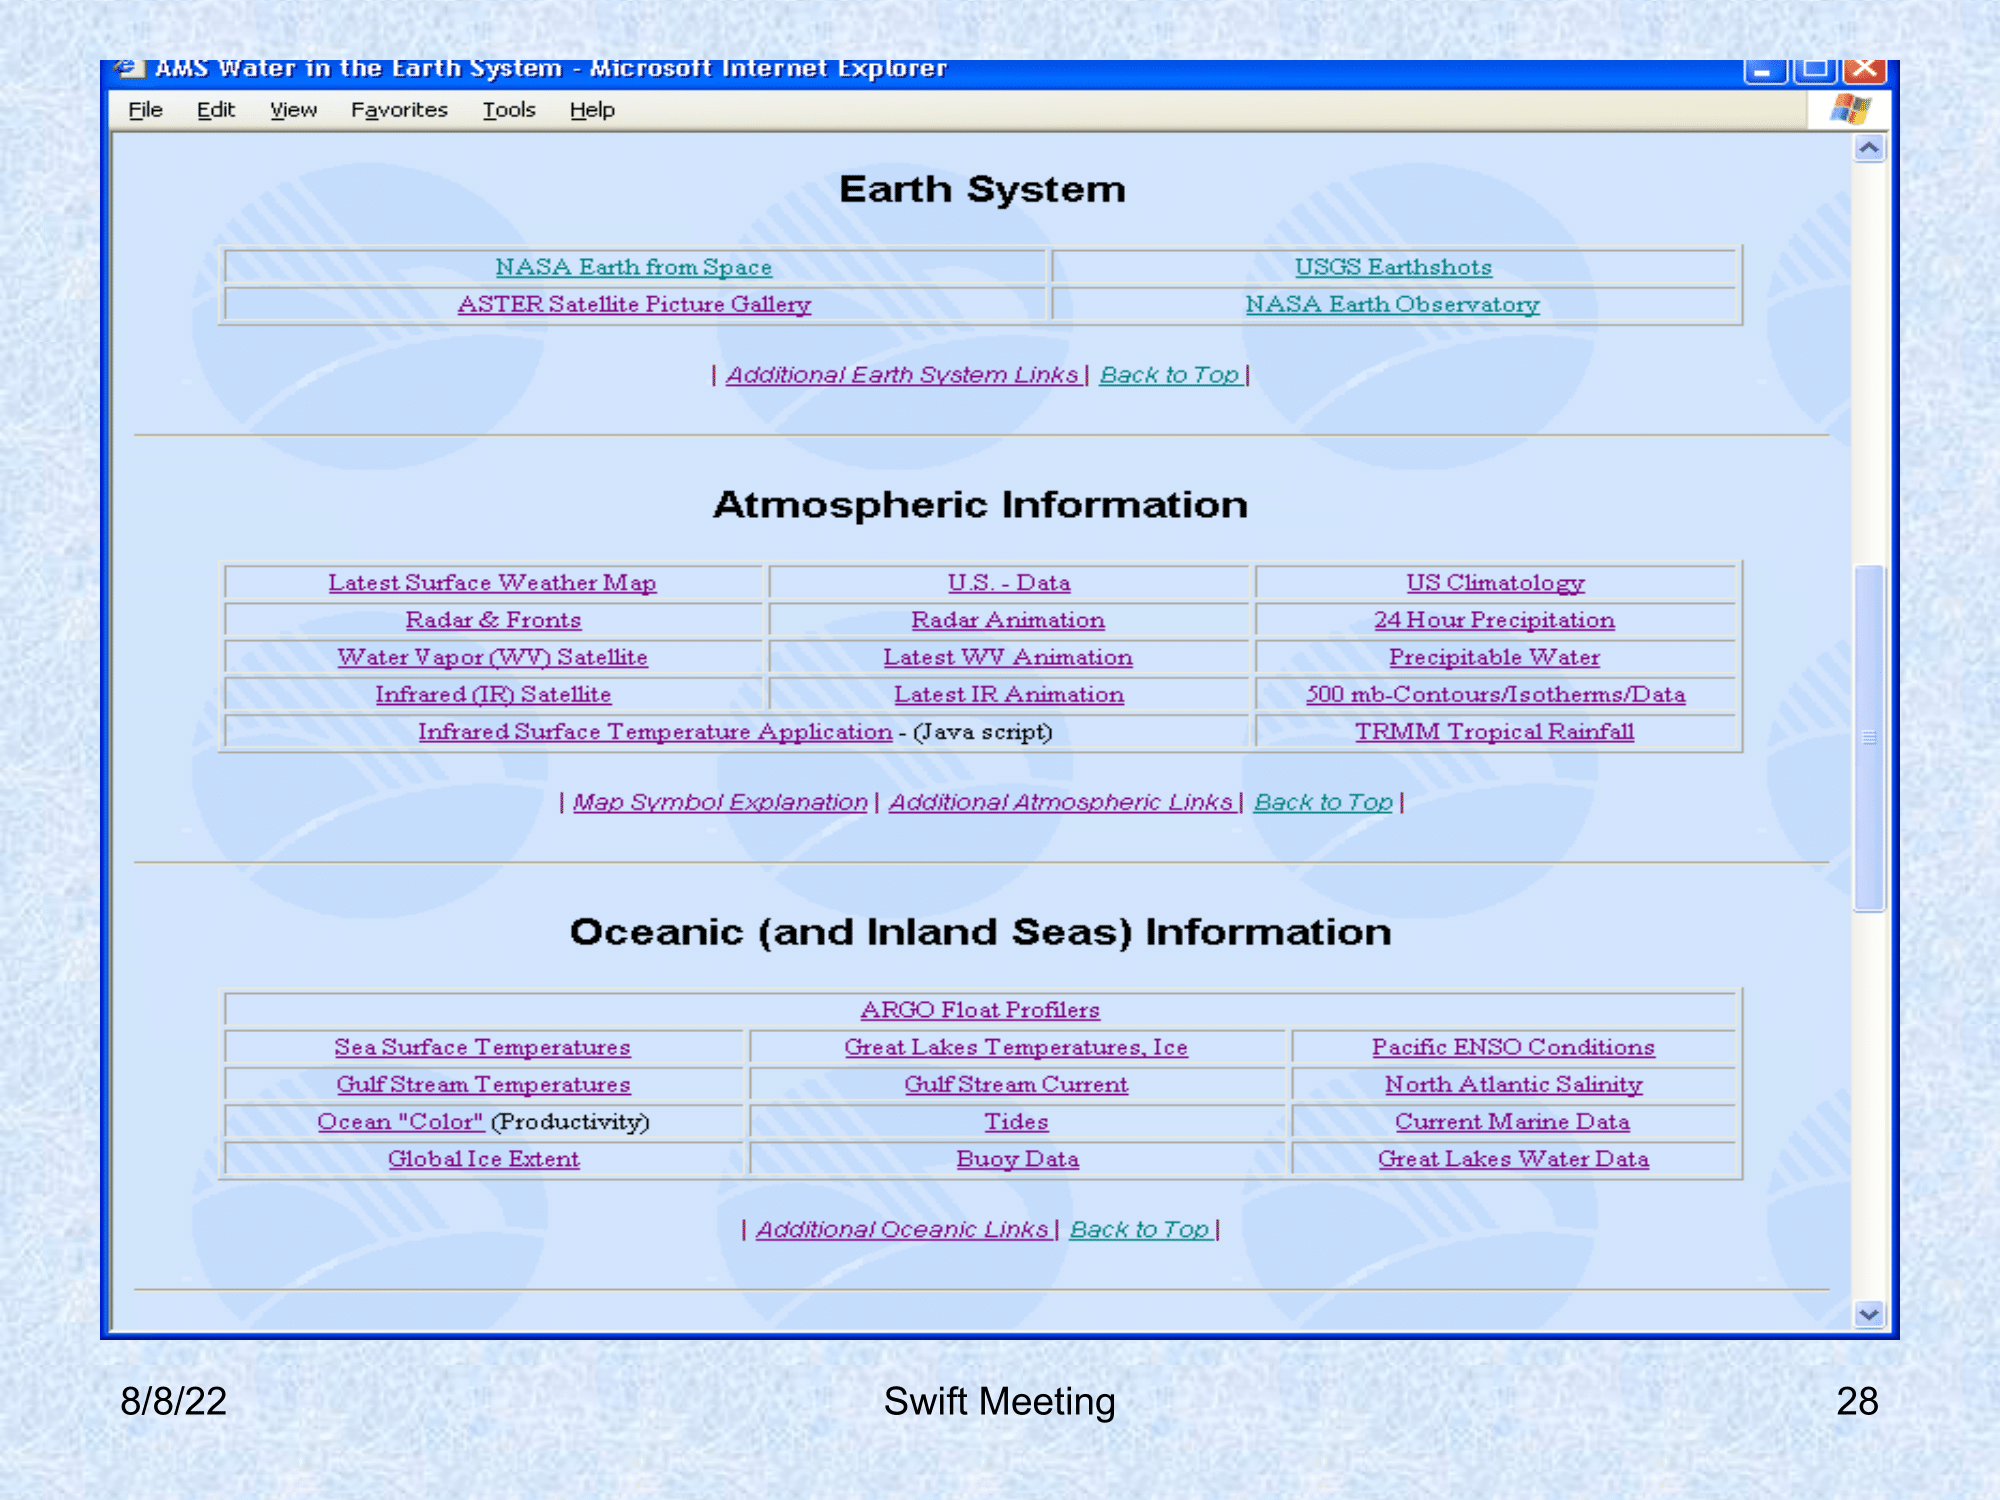 AMS Water in the Earth System - Microsoft Internet Explorer
File Edit View Favorites Tools Help
Earth System
NASA Earth from Space USGS Earthshots
ASTER Satellite Picture Gallery NASA Earth Observatory
| Additional Earth System Links | Back to Top |
Atmospheric Information
Latest Surface Weather Map U.S. - Data US Climatology
Radar & Fronts Radar Animation 24 Hour Precipitation
Water Vapor (WV) Satellite Latest WV Animation Precipitable Water
Infrared (IR) Satellite Latest IR Animation 500 mb-Contours/Isotherms/Data
Infrared Surface Temperature Application - (Java script) TRMM Tropical Rainfall
| Map Symbol Explanation | Additional Atmospheric Links | Back to Top |
Oceanic (and Inland Seas) Information
ARGO Float Profilers
Sea Surface Temperatures Great Lakes Temperatures, Ice Pacific ENSO Conditions
Gulf Stream Temperatures Gulf Stream Current North Atlantic Salinity
Ocean "Color" (Productivity) Tides Current Marine Data
Global Ice Extent Buoy Data Great Lakes Water Data
| Additional Oceanic Links | Back to Top |
8/8/22 Swift Meeting 28